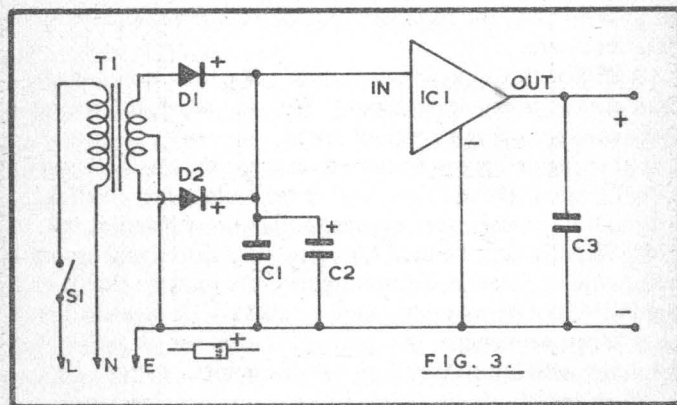 T1
D1
+
IN
IC1
OUT
+
−
D2
+
+
C1
C2
C3
S1
−
+
L
N
E
FIG. 3.